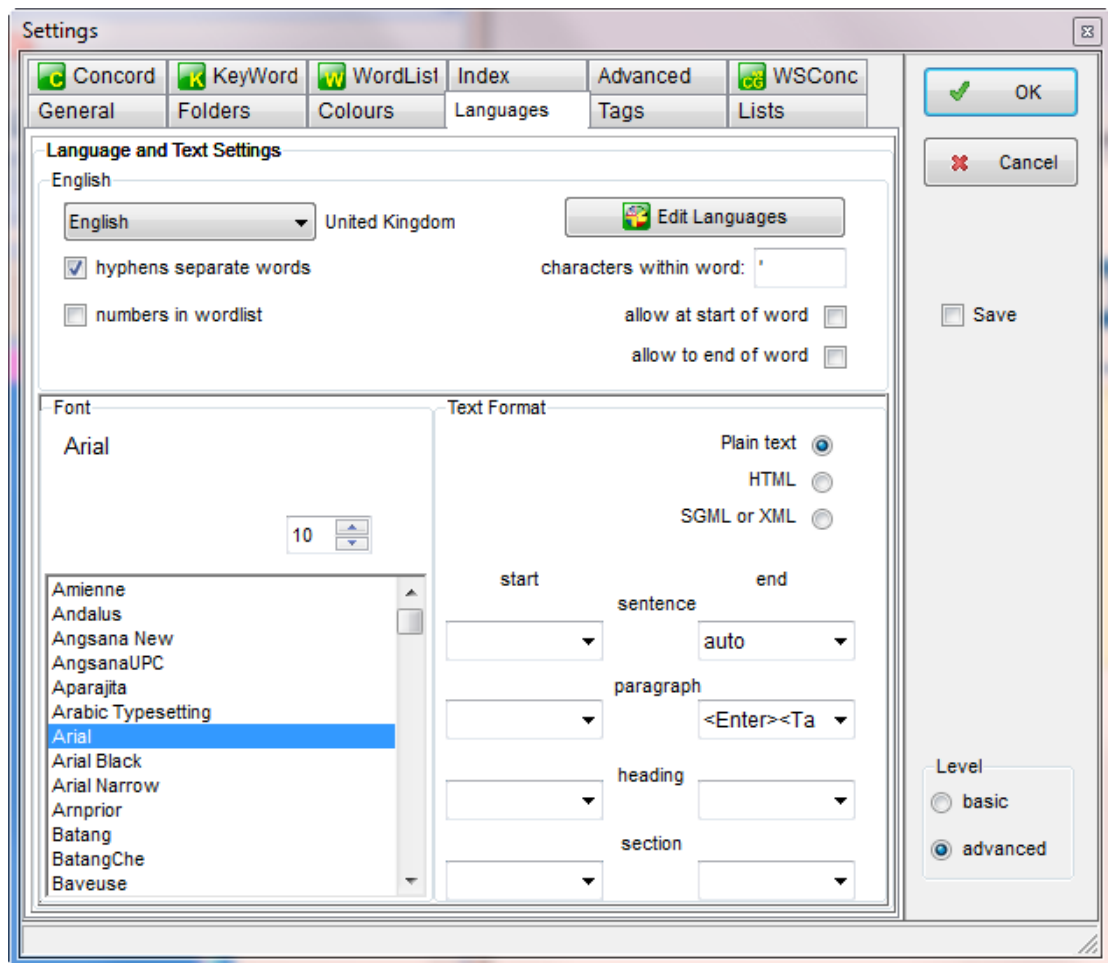 Settings
Concord KeyWord WordList Index Advanced WSConc
General Folders Colours Languages Tags Lists
OK
Cancel
Language and Text Settings
English
English United Kingdom Edit Languages
hyphens separate words characters within word: '
numbers in wordlist allow at start of word
allow to end of word
Save
Font
Arial
10
Amienne
Andalus
Angsana New
AngsanaUPC
Aparajita
Arabic Typesetting
Arial
Arial Black
Arial Narrow
Arnprior
Batang
BatangChe
Baveuse
Text Format
Plain text
HTML
SGML or XML
start end
sentence
auto
paragraph
<Enter><Ta
heading
section
Level
basic
advanced